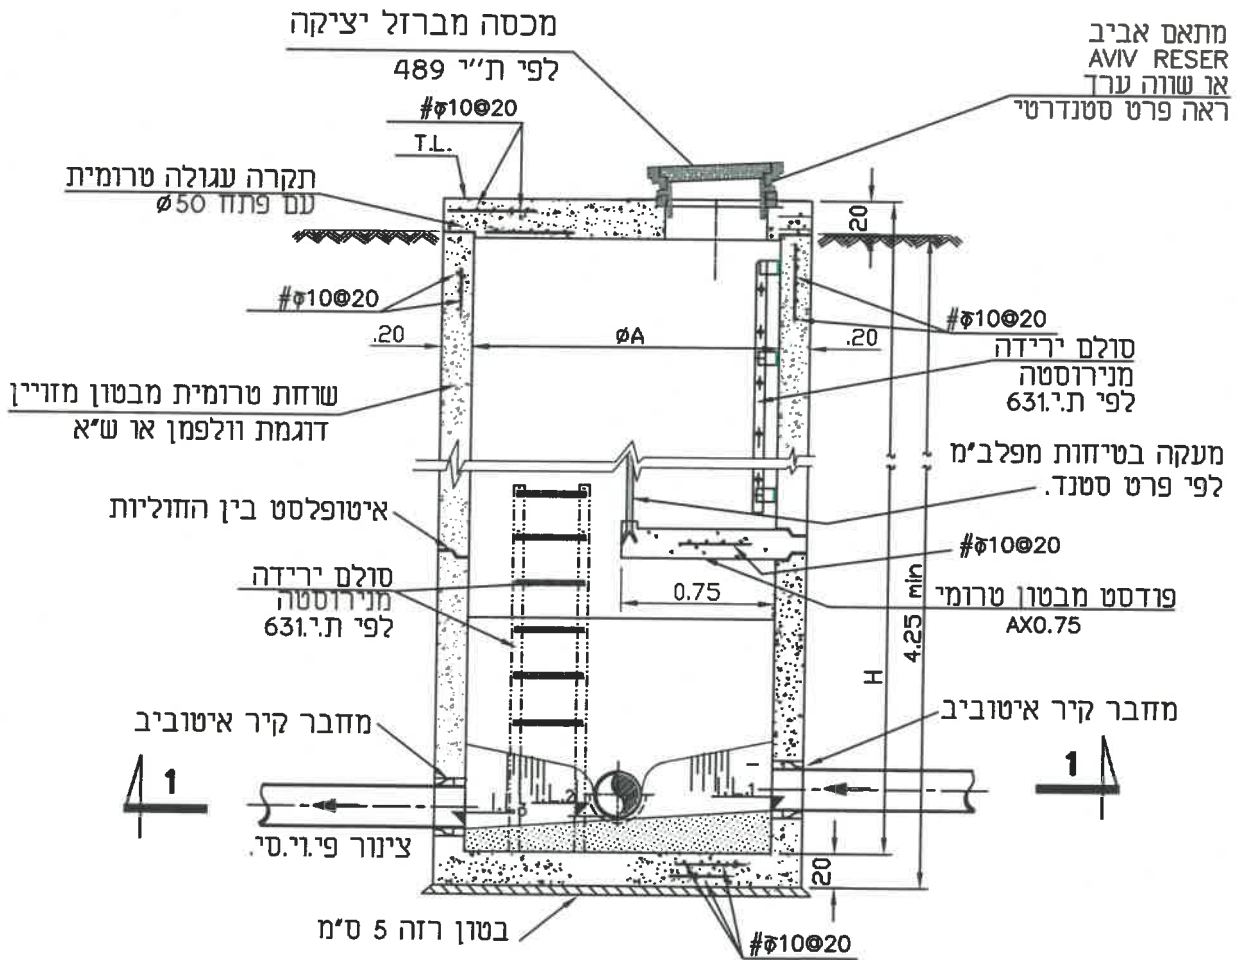 מכסה מברזל יציקה
לפי ת״י 489
מתאם אביב
AVIV RESER
או שווה ערך
ראה פרט סטנדרטי
#φ10@20
T.L.
תקרה עגולה טרומית
עם פתח ø50
20
#φ10@20
#φ10@20
.20
øA
.20
סולם ירידה
מנירוסטה
לפי ת.י.631
שוחת טרומית מבטון מזויין
דוגמת וולפמן או ש"א
מעקה בטיחות מפלב"מ
לפי פרט סטנד.
איטופלסט בין החוליות
#φ10@20
סולם ירידה
מנירוסטה
לפי ת.י.631
0.75
פודסט מבטון טרומי
AX0.75
4.25 min
H
מחבר קיר איטוביב
מחבר קיר איטוביב
1
1
I
1
2
3
צינור פי.וי.סי.
20
בטון רזה 5 ס"מ
#φ10@20